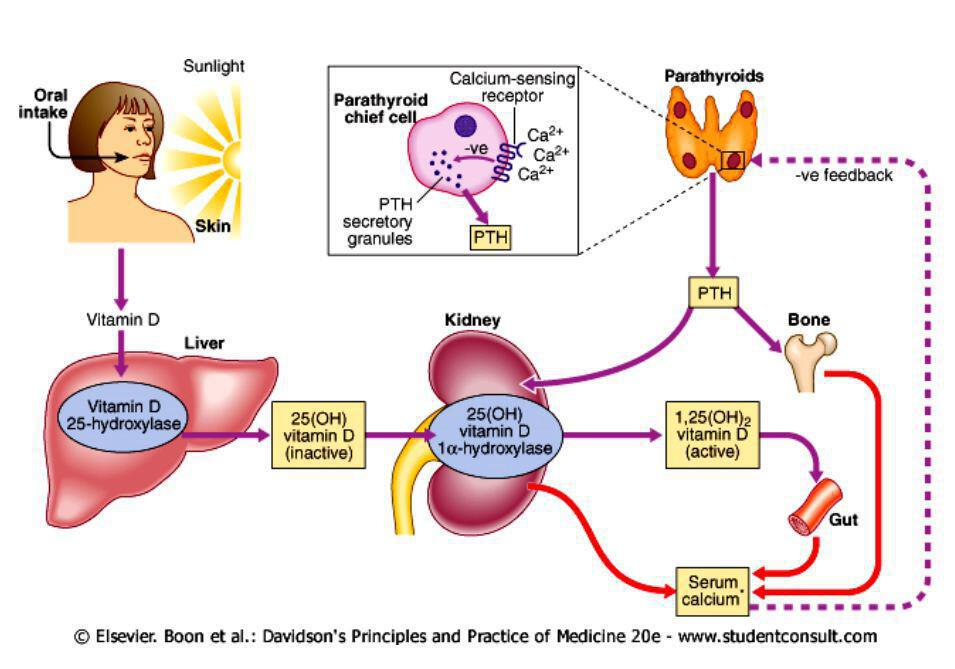 Sunlight
Oral
intake
Skin
Calcium-sensing
receptor
Parathyroid
chief cell
-ve
Ca2+
Ca2+
Ca2+
PTH
secretory
granules
PTH
Parathyroids
-ve feedback
PTH
Vitamin D
Liver
Kidney
Bone
Vitamin D
25-hydroxylase
25(OH)
vitamin D
(inactive)
25(OH)
vitamin D
1α-hydroxylase
1,25(OH)2
vitamin D
(active)
Gut
Serum
calcium*
© Elsevier. Boon et al.: Davidson's Principles and Practice of Medicine 20e - www.studentconsult.com